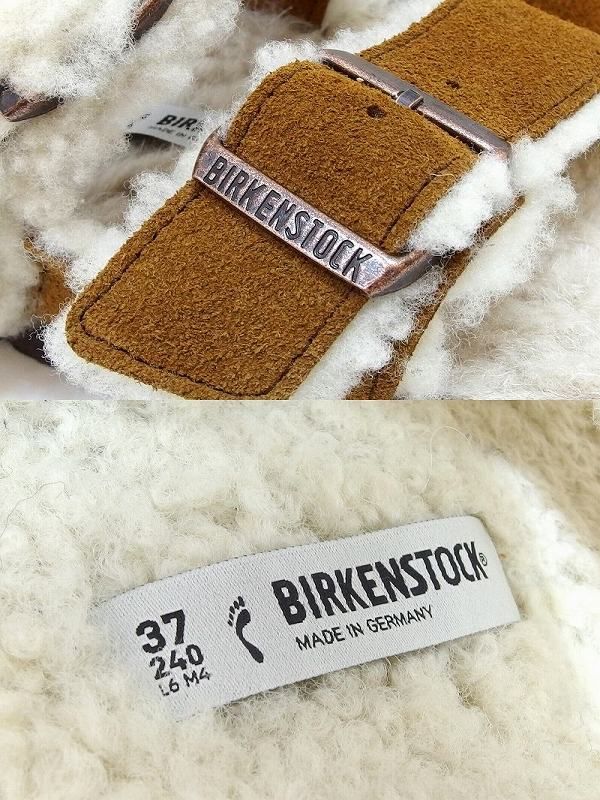 BIRKENSTOCK
37
240
L6 M4
BIRKENSTOCK®
MADE IN GERMANY